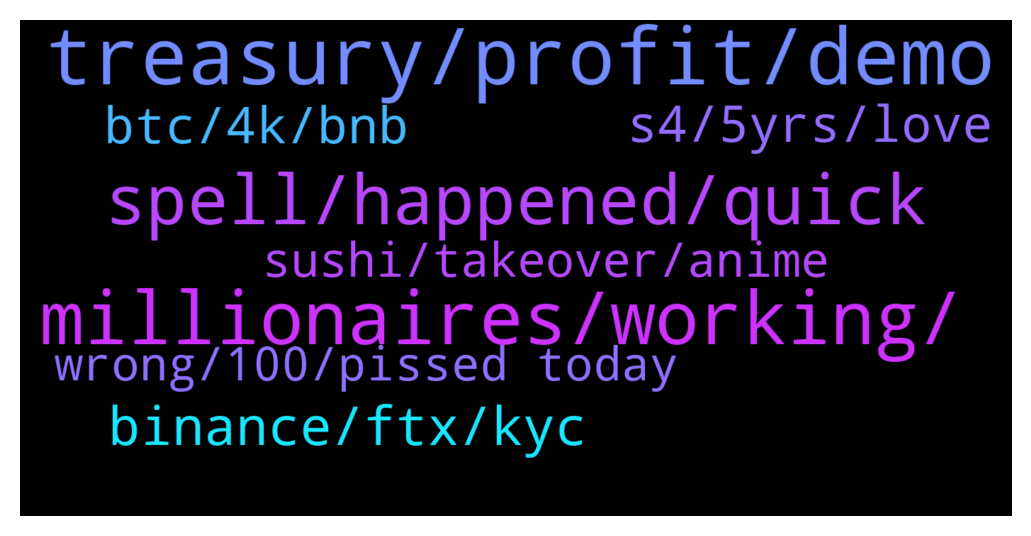 treasury/profit/demo
btc/4k/bnb
s4/5yrs/love
spell/happened/quick
sushi/takeover/anime
millionaires/working/
wrong/100/pissed today
binance/ftx/kyc